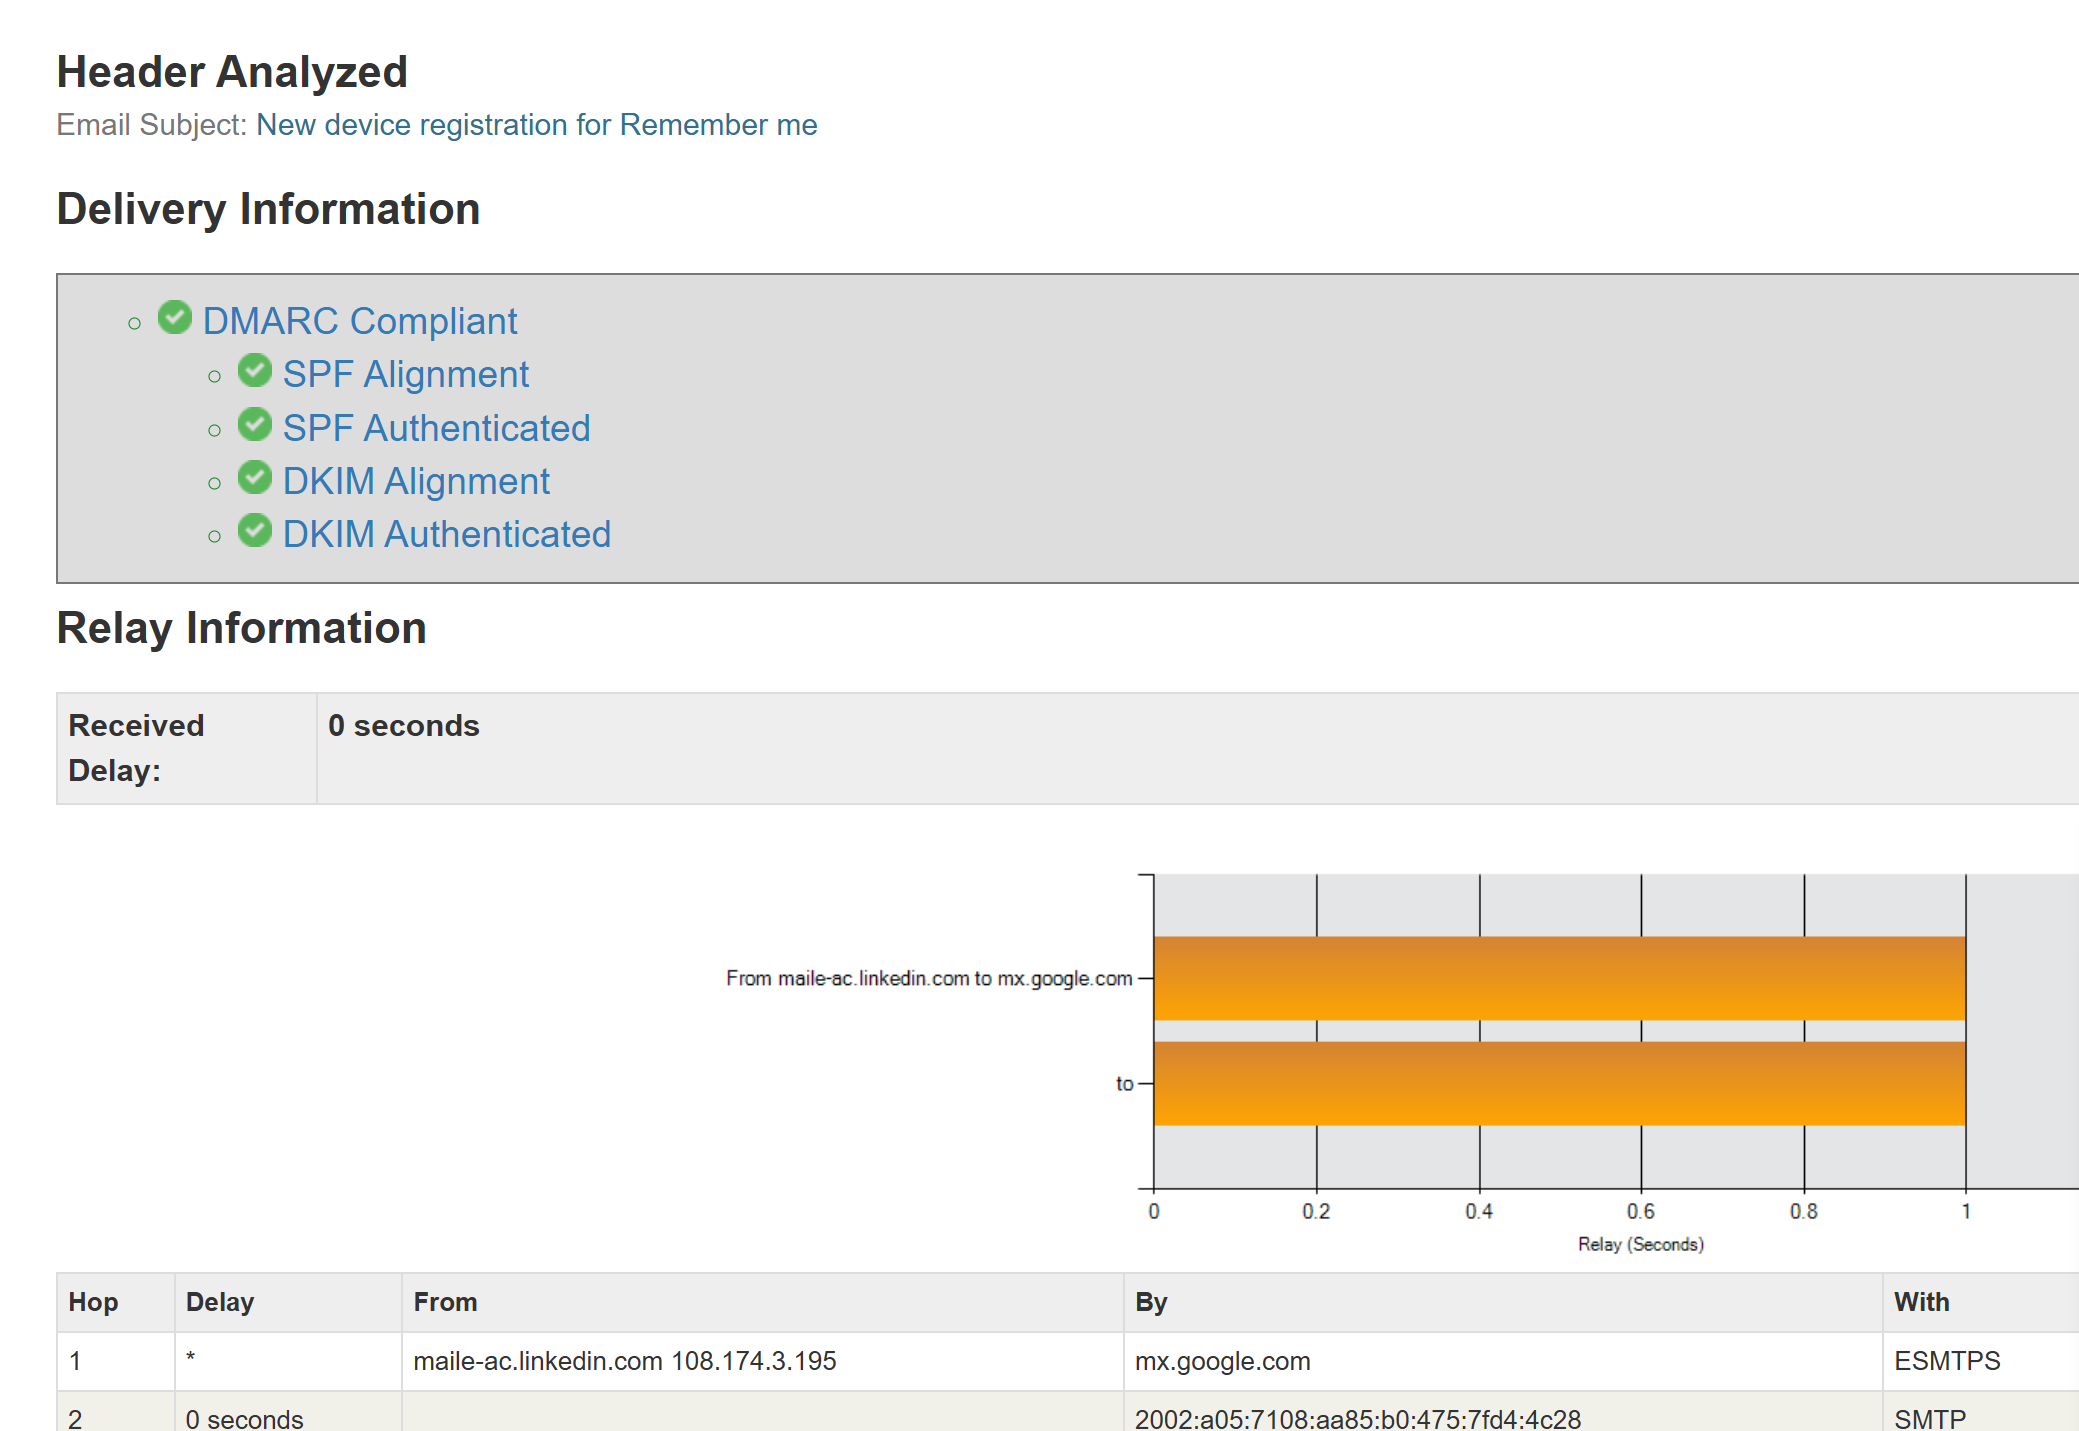 Header Analyzed
Email Subject: New device registration for Remember me
Delivery Information
DMARC Compliant
SPF Alignment
SPF Authenticated
DKIM Alignment
DKIM Authenticated
Relay Information
Received Delay: 0 seconds
From maile-ac.linkedin.com to mx.google.com
to
0 0.2 0.4 0.6 0.8 1
Relay (Seconds)
Hop Delay From By With
1 * maile-ac.linkedin.com 108.174.3.195 mx.google.com ESMTPS
2 0 seconds 2002:a05:7108:aa85:b0:475:7fd4:4c28 SMTP